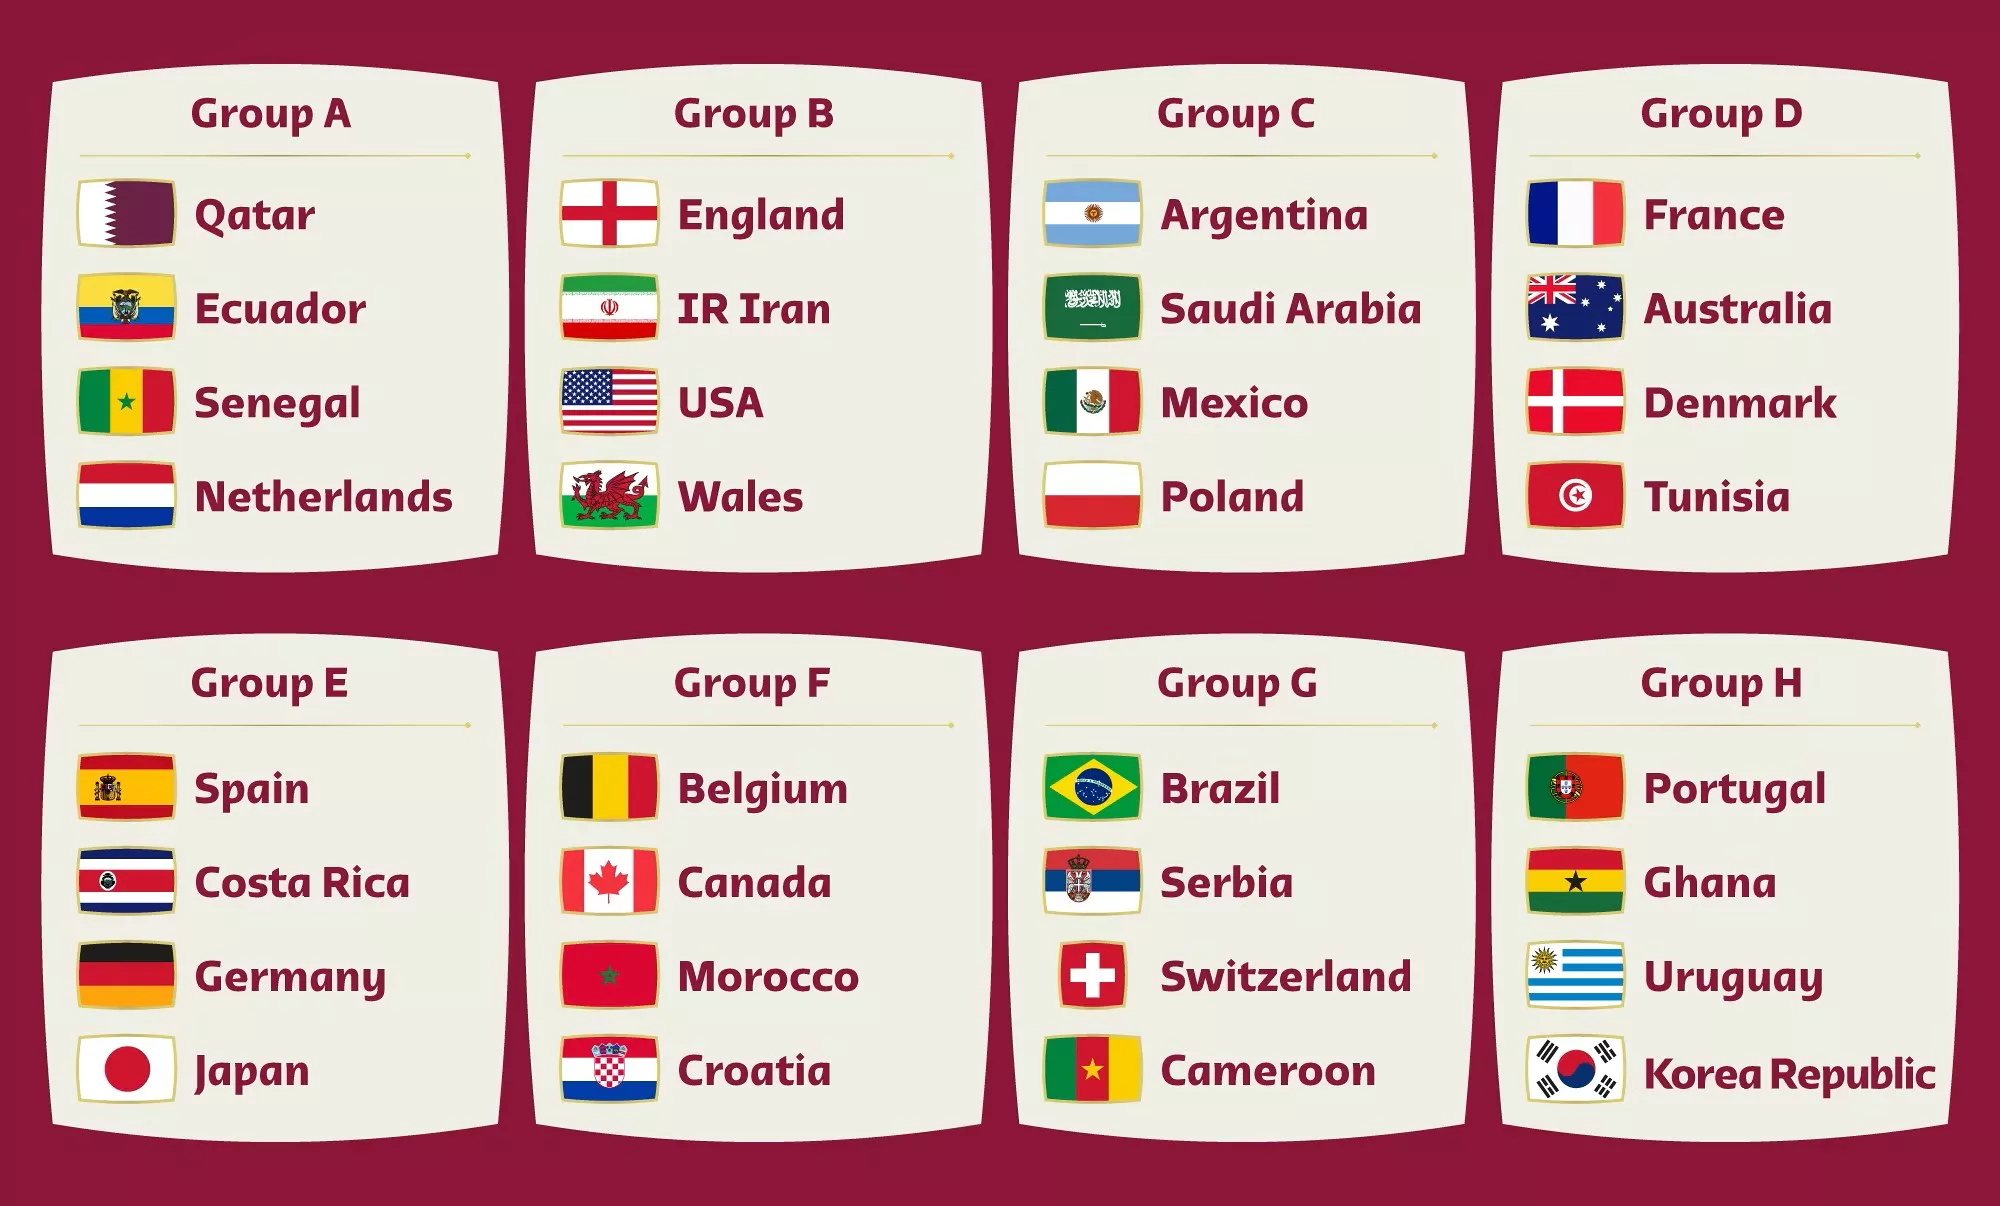 Group A
Qatar
Ecuador
Senegal
Netherlands
Group B
England
IR Iran
USA
Wales
Group C
Argentina
Saudi Arabia
Mexico
Poland
Group D
France
Australia
Denmark
Tunisia
Group E
Spain
Costa Rica
Germany
Japan
Group F
Belgium
Canada
Morocco
Croatia
Group G
Brazil
Serbia
Switzerland
Cameroon
Group H
Portugal
Ghana
Uruguay
Korea Republic